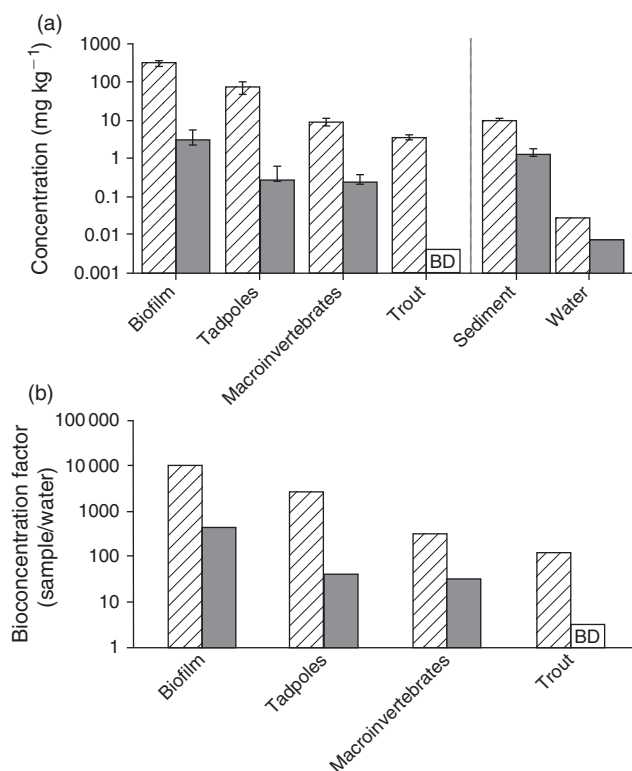 (a)
Concentration (mg kg⁻¹)
1000
100
10
1
0.1
0.01
0.001
BD
Biofilm
Tadpoles
Macroinvertebrates
Trout
Sediment
Water
(b)
Bioconcentration factor
(sample/water)
100 000
10 000
1000
100
10
1
BD
Biofilm
Tadpoles
Macroinvertebrates
Trout